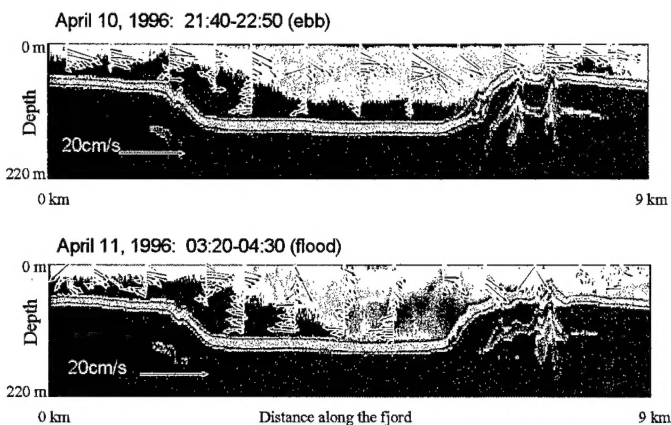 April 10, 1996: 21:40-22:50 (ebb)
0 m
Depth
20cm/s
220 m
0 km
9 km
April 11, 1996: 03:20-04:30 (flood)
0 m
Depth
20cm/s
220 m
0 km
Distance along the fjord
9 km